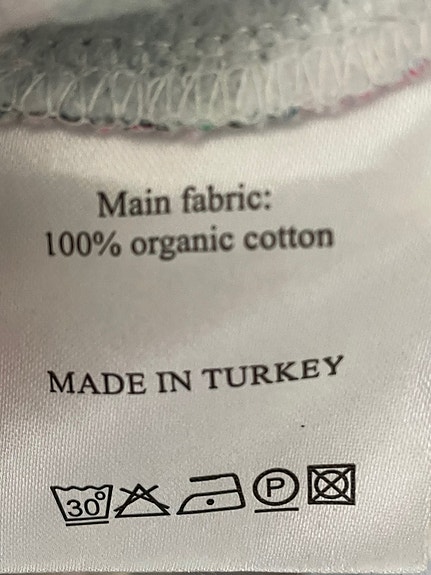 Main fabric:
100% organic cotton
MADE IN TURKEY
30° P